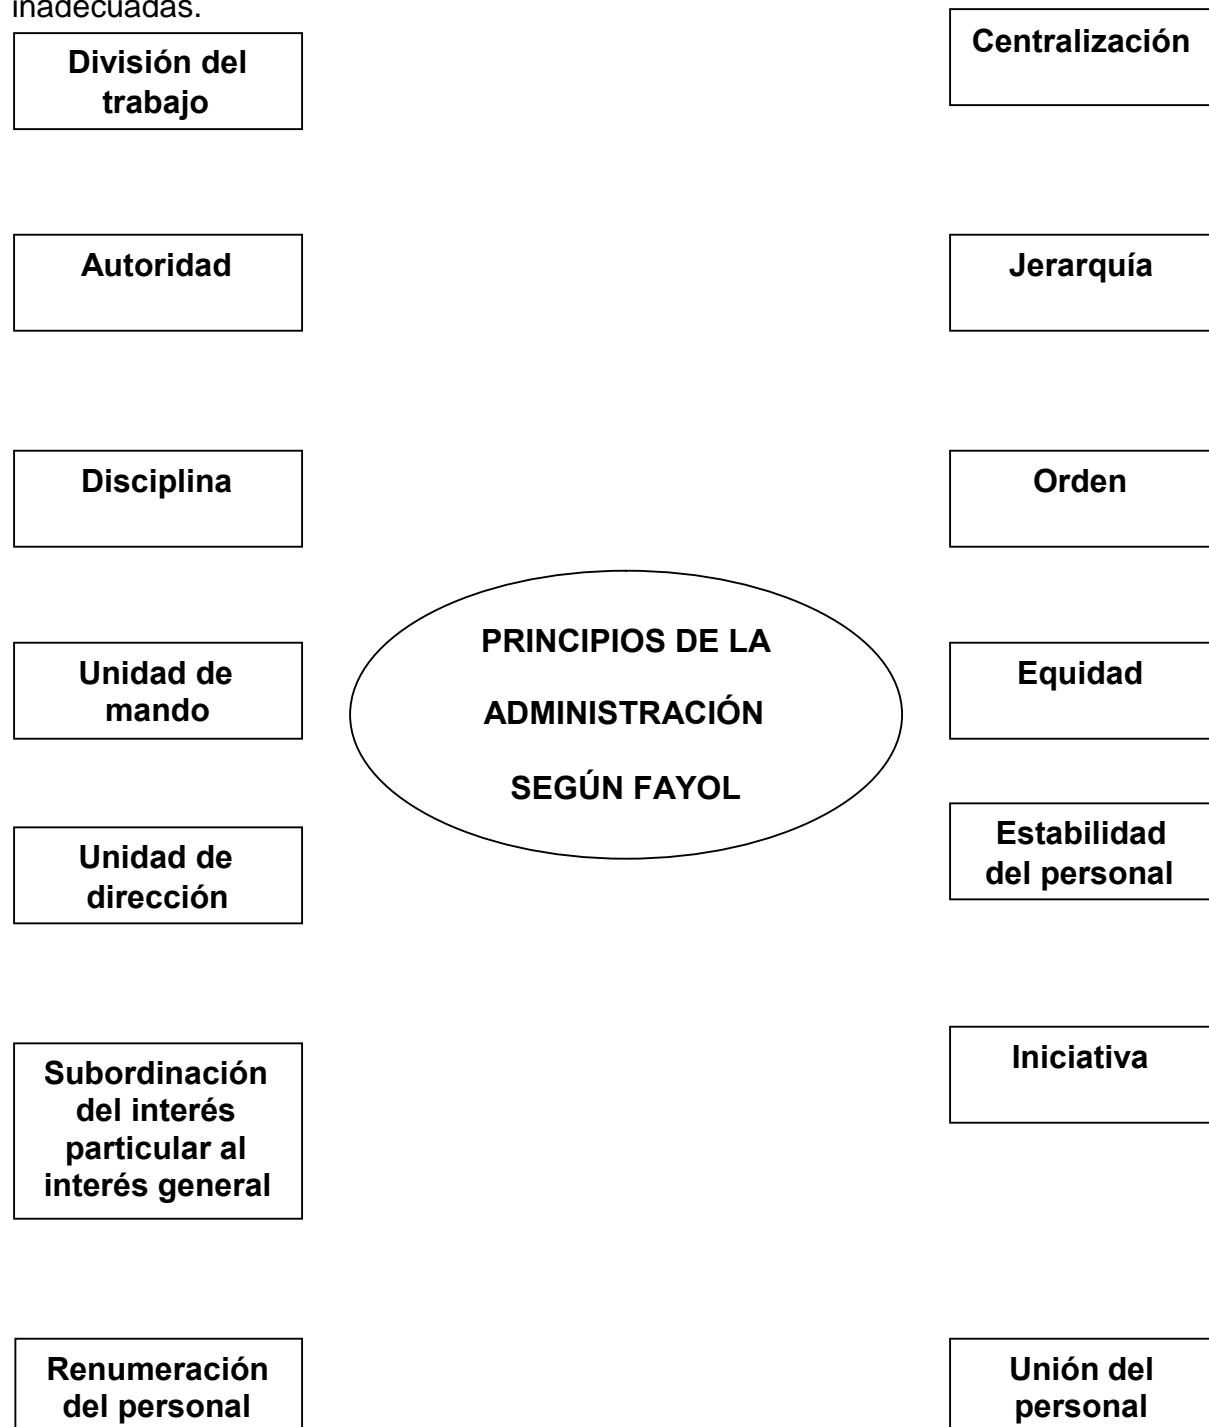 inadecuadas.
División del
trabajo
Autoridad
Disciplina
Unidad de
mando
Unidad de
dirección
Subordinación
del interés
particular al
interés general
Renumeración
del personal
PRINCIPIOS DE LA
ADMINISTRACIÓN
SEGÚN FAYOL
Centralización
Jerarquía
Orden
Equidad
Estabilidad
del personal
Iniciativa
Unión del
personal